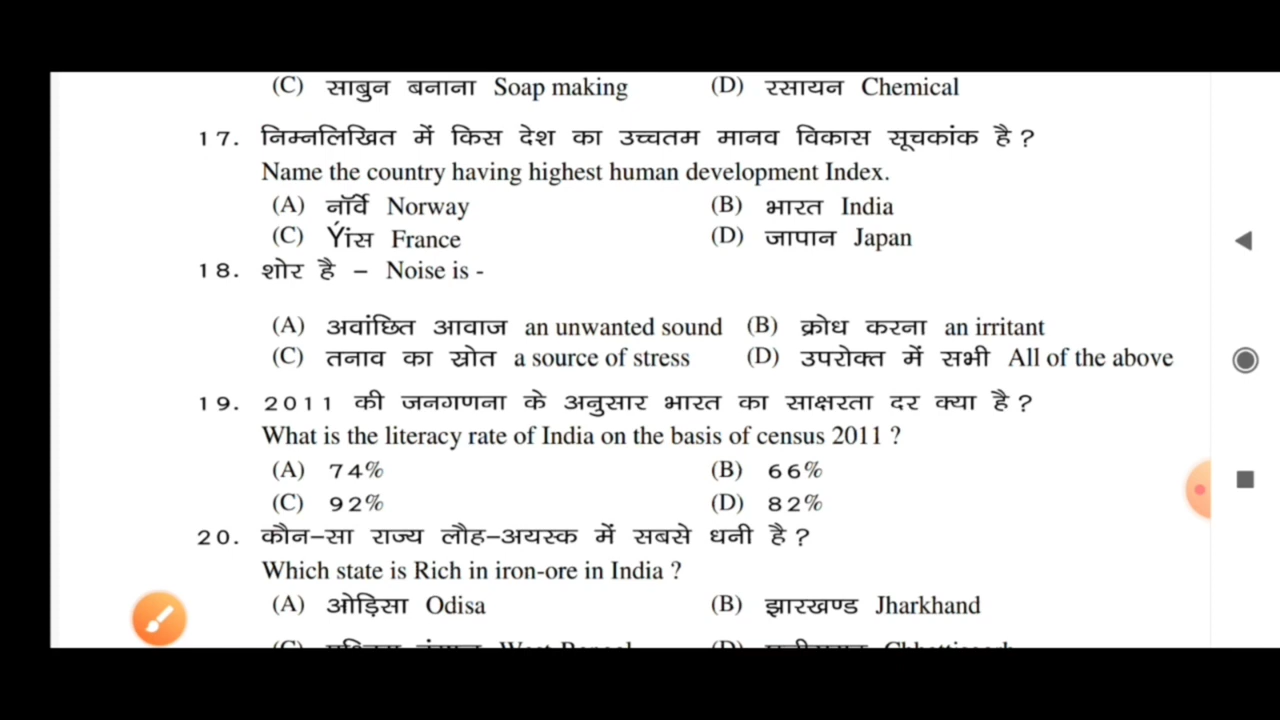 (C) साबुन बनाना Soap making (D) रसायन Chemical
17. निम्नलिखित में किस देश का उच्चतम मानव विकास सूचकांक है ?
Name the country having highest human development Index.
(A) नॉर्वे Norway (B) भारत India
(C) France (D) जापान Japan
18. शोर है – Noise is -
(A) अवांछित आवाज an unwanted sound (B) क्रोध करना an irritant
(C) तनाव का स्रोत a source of stress (D) उपरोक्त में सभी All of the above
19. 2011 की जनगणना के अनुसार भारत का साक्षरता दर क्या है ?
What is the literacy rate of India on the basis of census 2011 ?
(A) 74% (B) 66%
(C) 92% (D) 82%
20. कौन–सा राज्य लौह–अयस्क में सबसे धनी है ?
Which state is Rich in iron-ore in India ?
(A) ओड़िसा Odisa (B) झारखण्ड Jharkhand